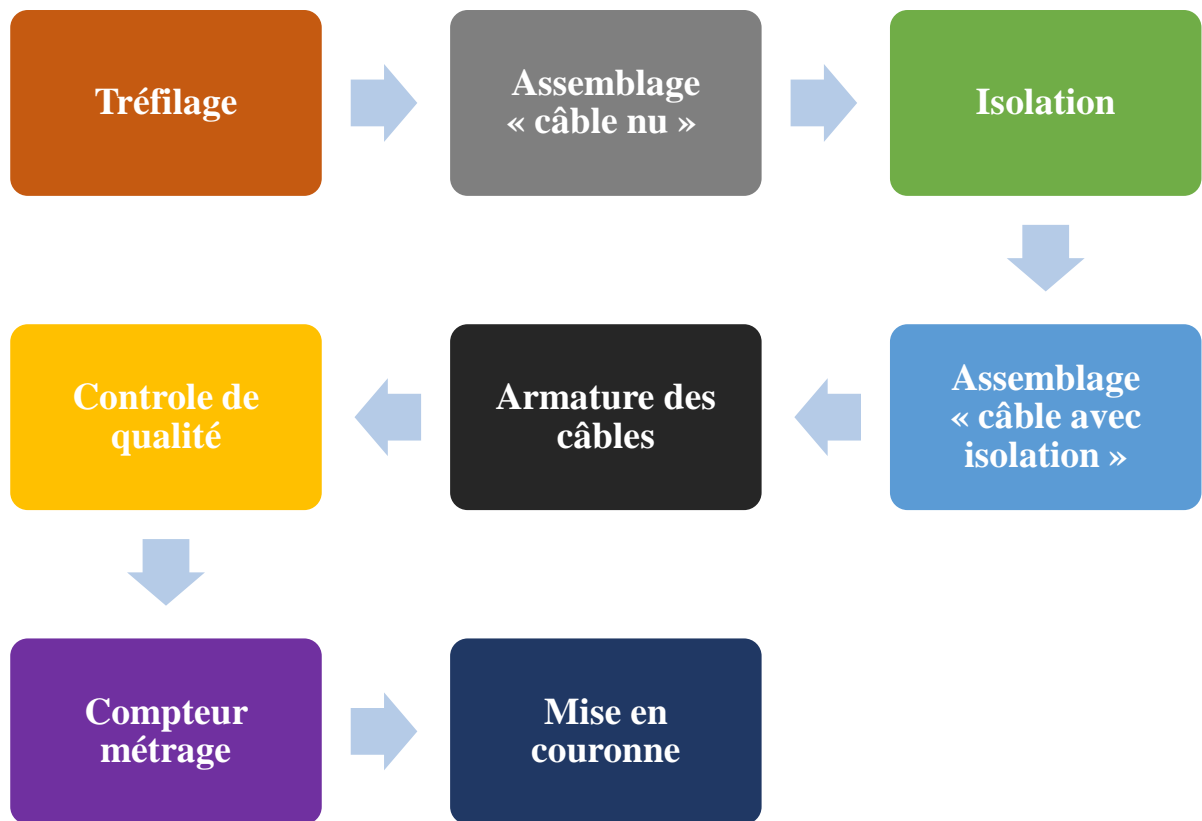 Tréfilage
Assemblage
« câble nu »
Isolation
Assemblage
« câble avec
isolation »
Armature des
câbles
Controle de
qualité
Compteur
métrage
Mise en
couronne